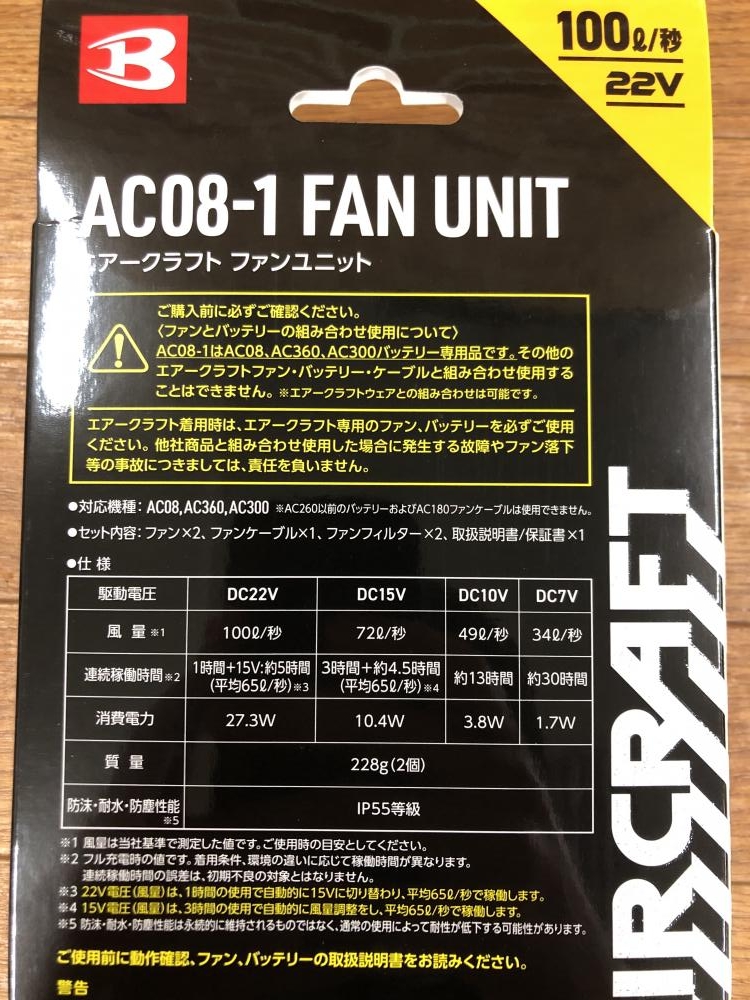 B
100ℓ/秒
22V
AC08-1 FAN UNIT
エアークラフト ファンユニット
ご購入前に必ずご確認ください。
〈ファンとバッテリーの組み合わせ使用について〉
AC08-1はAC08、AC360、AC300バッテリー専用品です。その他の
エアークラフトファン・バッテリー・ケーブルと組み合わせ使用する
ことはできません。※エアークラフトウェアとの組み合わせは可能です。
エアークラフト着用時は、エアークラフト専用のファン、バッテリーを必ずご使用
ください。他社商品と組み合わせ使用した場合に発生する故障やファン落下
等の事故につきましては、責任を負いません。
●対応機種：AC08,AC360,AC300 ※AC260以前のバッテリーおよびAC180ファンケーブルは使用できません。
●セット内容：ファン×2、ファンケーブル×1、ファンフィルター×2、取扱説明書/保証書×1
●仕様
駆動電圧 DC22V DC15V DC10V DC7V
風量※1 100ℓ/秒 72ℓ/秒 49ℓ/秒 34ℓ/秒
連続稼働時間※2 1時間+15V:約5時間(平均65ℓ/秒)※3 3時間+約4.5時間(平均65ℓ/秒)※4 約13時間 約30時間
消費電力 27.3W 10.4W 3.8W 1.7W
質量 228g(2個)
防沫・耐水・防塵性能※5 IP55等級
※1 風量は当社基準で測定した値です。ご使用時の目安としてください。
※2 フル充電時の値です。着用条件、環境の違いに応じて稼働時間が異なります。
連続稼働時間の誤差は、初期不良の対象とはなりません。
※3 22V電圧(風量)は、1時間の使用で自動的に15Vに切り替わり、平均65ℓ/秒で稼働します。
※4 15V電圧(風量)は、3時間の使用で自動的に風量調整をし、平均65ℓ/秒で稼働します。
※5 防沫・耐水・防塵性能は永続的に維持されるものではなく、通常の使用によって耐性が低下する可能性があります。
ご使用前に動作確認、ファン、バッテリーの取扱説明書をお読みください。
警告
IRCRAFT